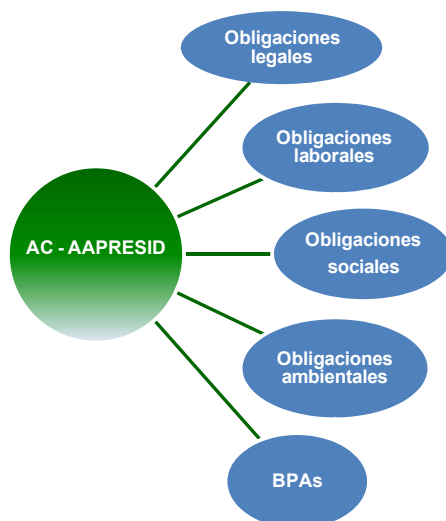 Obligaciones
legales
Obligaciones
laborales
AC - AAPRESID
Obligaciones
sociales
Obligaciones
ambientales
BPAs